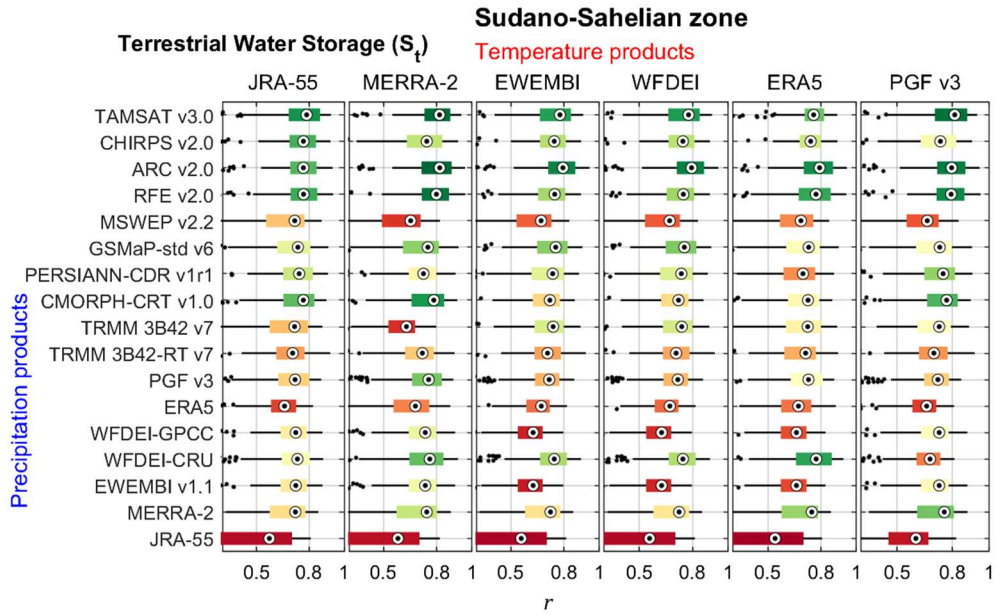 Sudano-Sahelian zone
Terrestrial Water Storage (St)
Temperature products
JRA-55 MERRA-2 EWEMBI WFDEI ERA5 PGF v3
Precipitation products
TAMSAT v3.0
CHIRPS v2.0
ARC v2.0
RFE v2.0
MSWEP v2.2
GSMaP-std v6
PERSIANN-CDR v1r1
CMORPH-CRT v1.0
TRMM 3B42 v7
TRMM 3B42-RT v7
PGF v3
ERA5
WFDEI-GPCC
WFDEI-CRU
EWEMBI v1.1
MERRA-2
JRA-55
0.5 0.8 1 0.5 0.8 1 0.5 0.8 1 0.5 0.8 1 0.5 0.8 1 0.5 0.8 1
r